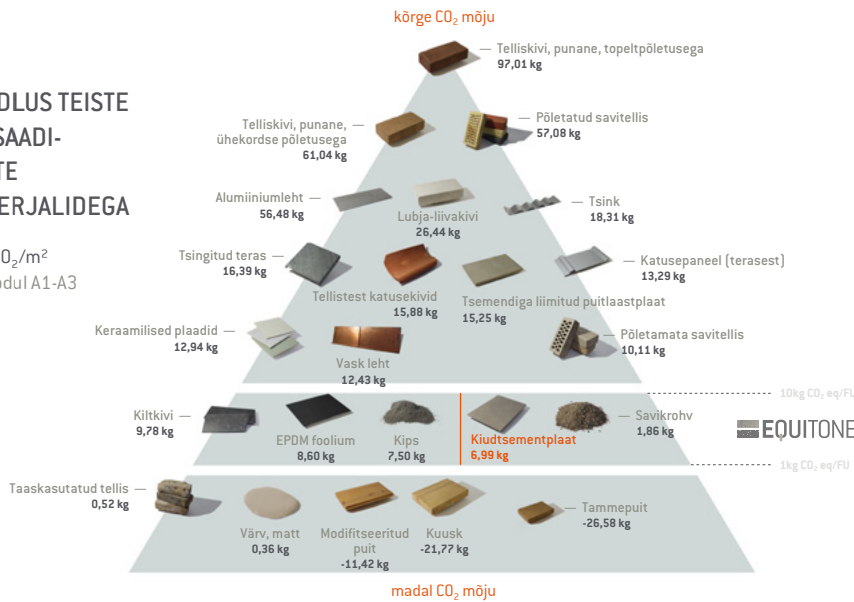 kõrge CO₂ mõju
Telliskivi, punane, topeltpõletusega
97,01 kg
DLUS TEISTE
SAADI-
TE
ERJALIDEGA
O₂/m²
odul A1-A3
Telliskivi, punane,
ühekordse põletusega
61,04 kg
Põletatud savitellis
57,08 kg
Alumiiniumleht
56,48 kg
Lubja-liivakivi
26,44 kg
Tsink
18,31 kg
Tsingitud teras
16,39 kg
Tellistest katusekivid
15,88 kg
Tsemendiga liimitud puitlaastplaat
15,25 kg
Katusepaneel (terasest)
13,29 kg
Keraamilised plaadid
12,94 kg
Vask leht
12,43 kg
Põletamata savitellis
10,11 kg
10kg CO₂ eq/FU
Kiltkivi
9,78 kg
EPDM foolium
8,60 kg
Kips
7,50 kg
Kiudtsementplaat
6,99 kg
Savikrohv
1,86 kg
EQUITONE
1kg CO₂ eq/FU
Taaskasutatud tellis
0,52 kg
Värv, matt
0,36 kg
Modifitseeritud
puit
-11,42 kg
Kuusk
-21,77 kg
Tammepuit
-26,58 kg
madal CO₂ mõju